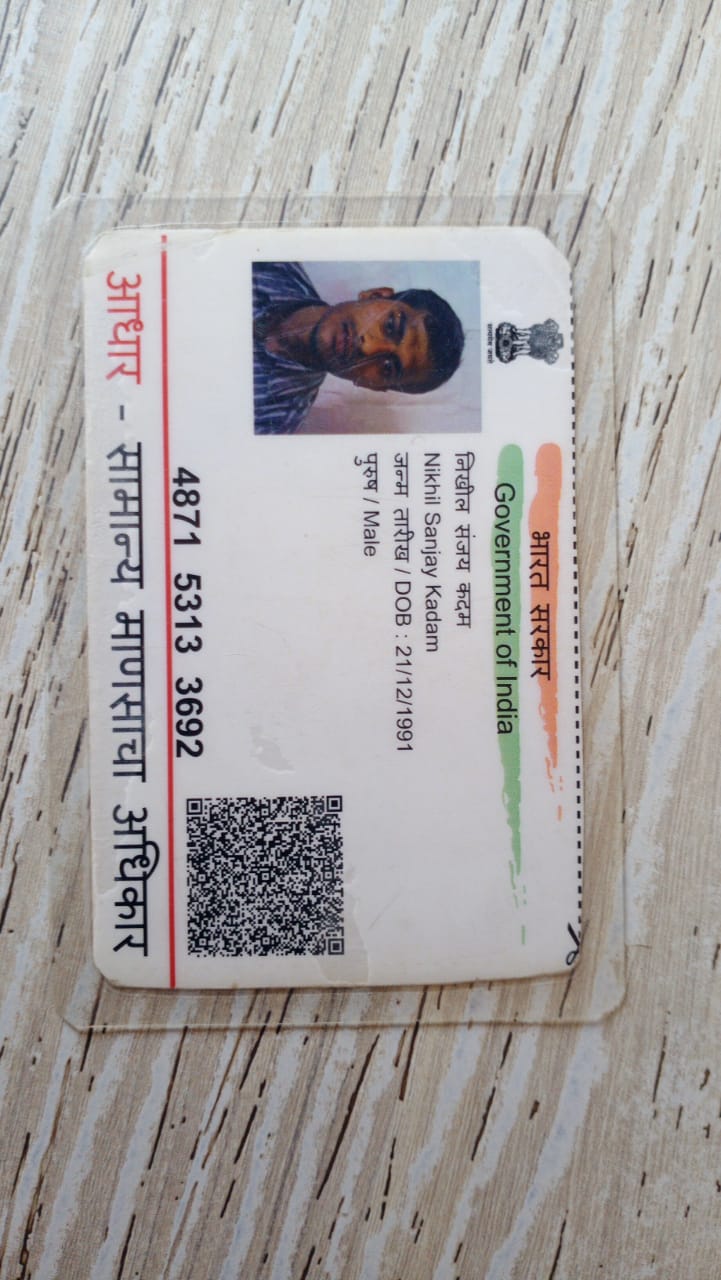 भारत सरकार
Government of India
सत्यमेव जयते
निखील संजय कदम
Nikhil Sanjay Kadam
जन्म तारीख / DOB : 21/12/1991
पुरुष / Male
4871 5313 3692
आधार - सामान्य माणसाचा अधिकार